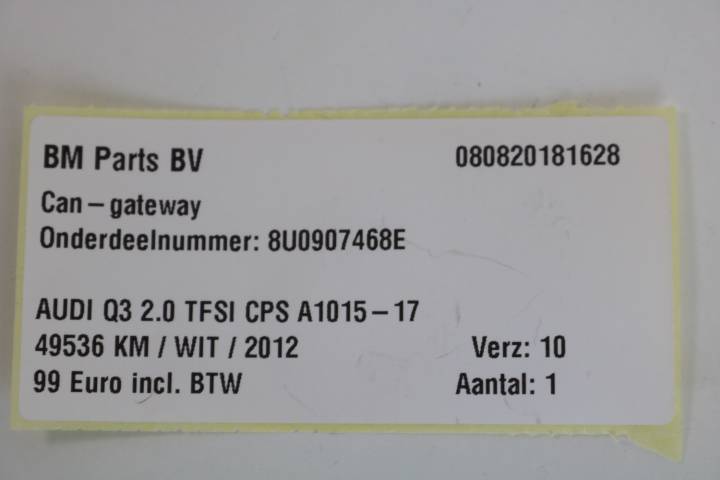 BM Parts BV 080820181628
Can-gateway
Onderdeelnummer: 8U0907468E
AUDI Q3 2.0 TFSI CPS A1015-17
49536 KM / WIT / 2012 Verz: 10
99 Euro incl. BTW Aantal: 1